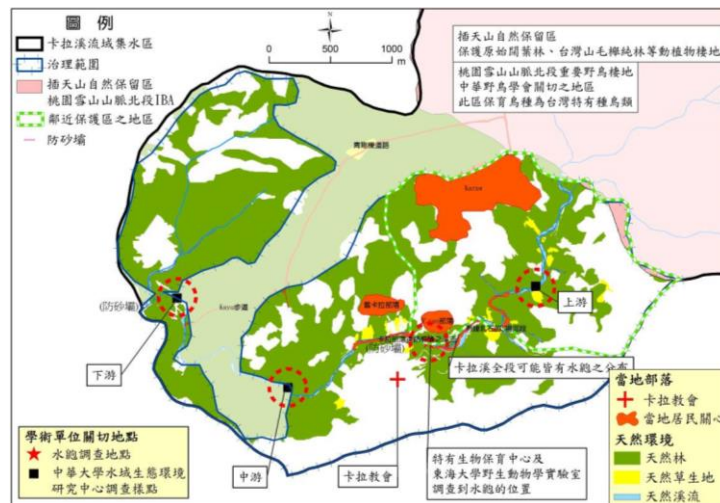 圖 例
卡拉溪流域集水區
治理範圍
插天山自然保留區
桃園雪山山脈北段IBA
鄰近保護區之地區
防砂壩
N
0 500 1000
m
插天山自然保留區
保護原始闊葉林、台灣山毛櫸純林等動植物棲地
桃園雪山山脈北段重要野鳥棲地
中華野鳥學會關切之地區
此區保育鳥種為台灣特有種鳥類
(防砂壩)
下游
上游
(防砂壩)
卡拉溪全段可能皆有水鼩之分布
中游
卡拉教會
特有生物保育中心及
東海大學野生動物學實驗室
調查到水鼩的位置
學術單位關切地點
水鼩調查地點
中華大學水域生態環境
研究中心調查樣點
當地部落
卡拉教會
當地居民關心
天然環境
天然林
天然草生地
天然溪流